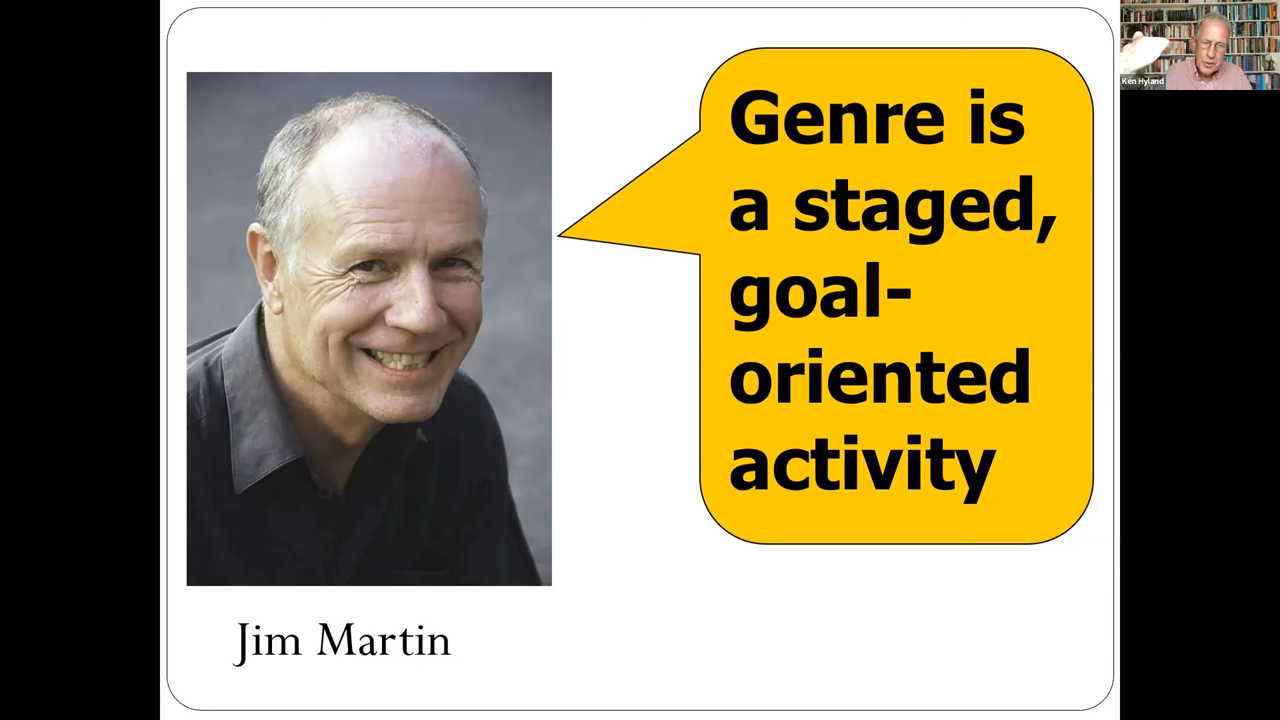 Genre is
a staged,
goal-
oriented
activity
Jim Martin
Ken Hyland